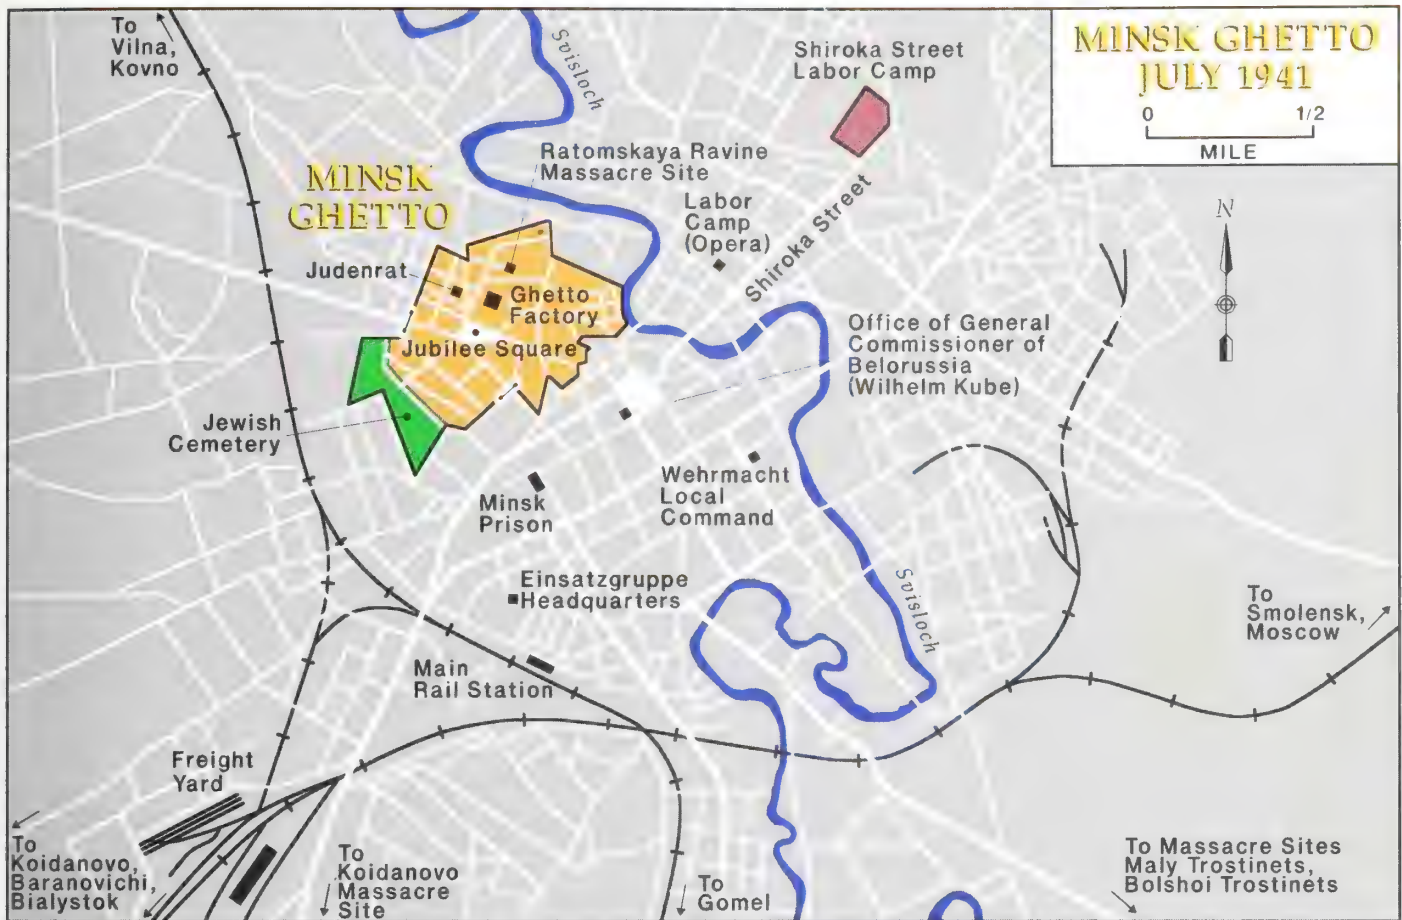 To
Vilna,
Kovno
Svisloch
Shiroka Street
Labor Camp
MINSK GHETTO
JULY 1941
0 1/2
MILE
MINSK
GHETTO
Ratomskaya Ravine
Massacre Site
Labor
Camp
(Opera)
Shiroka Street
N
Judenrat
Ghetto
Factory
Jubilee Square
Office of General
Commissioner of
Belorussia
(Wilhelm Kube)
Jewish
Cemetery
Minsk
Prison
Wehrmacht
Local
Command
Einsatzgruppe
Headquarters
Svisloch
To
Smolensk,
Moscow
Main
Rail Station
Freight
Yard
To
Koidanovo,
Baranovichi,
Bialystok
To
Koidanovo
Massacre
Site
To
Gomel
To Massacre Sites
Maly Trostinets,
Bolshoi Trostinets